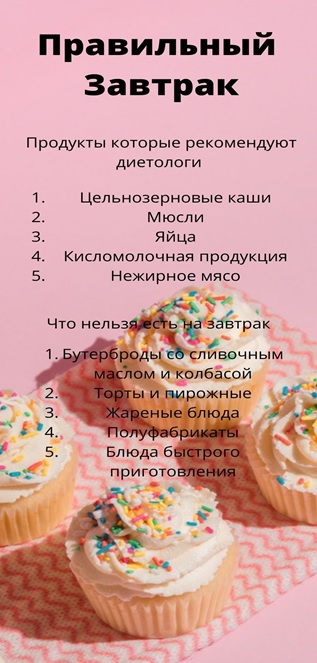 Правильный
Завтрак
Продукты которые рекомендуют
диетологи
1. Цельнозерновые каши
2. Мюсли
3. Яйца
4. Кисломолочная продукция
5. Нежирное мясо
Что нельзя есть на завтрак
1. Бутерброды со сливочным
маслом и колбасой
2. Торты и пирожные
3. Жареные блюда
4. Полуфабрикаты
5. Блюда быстрого
приготовления